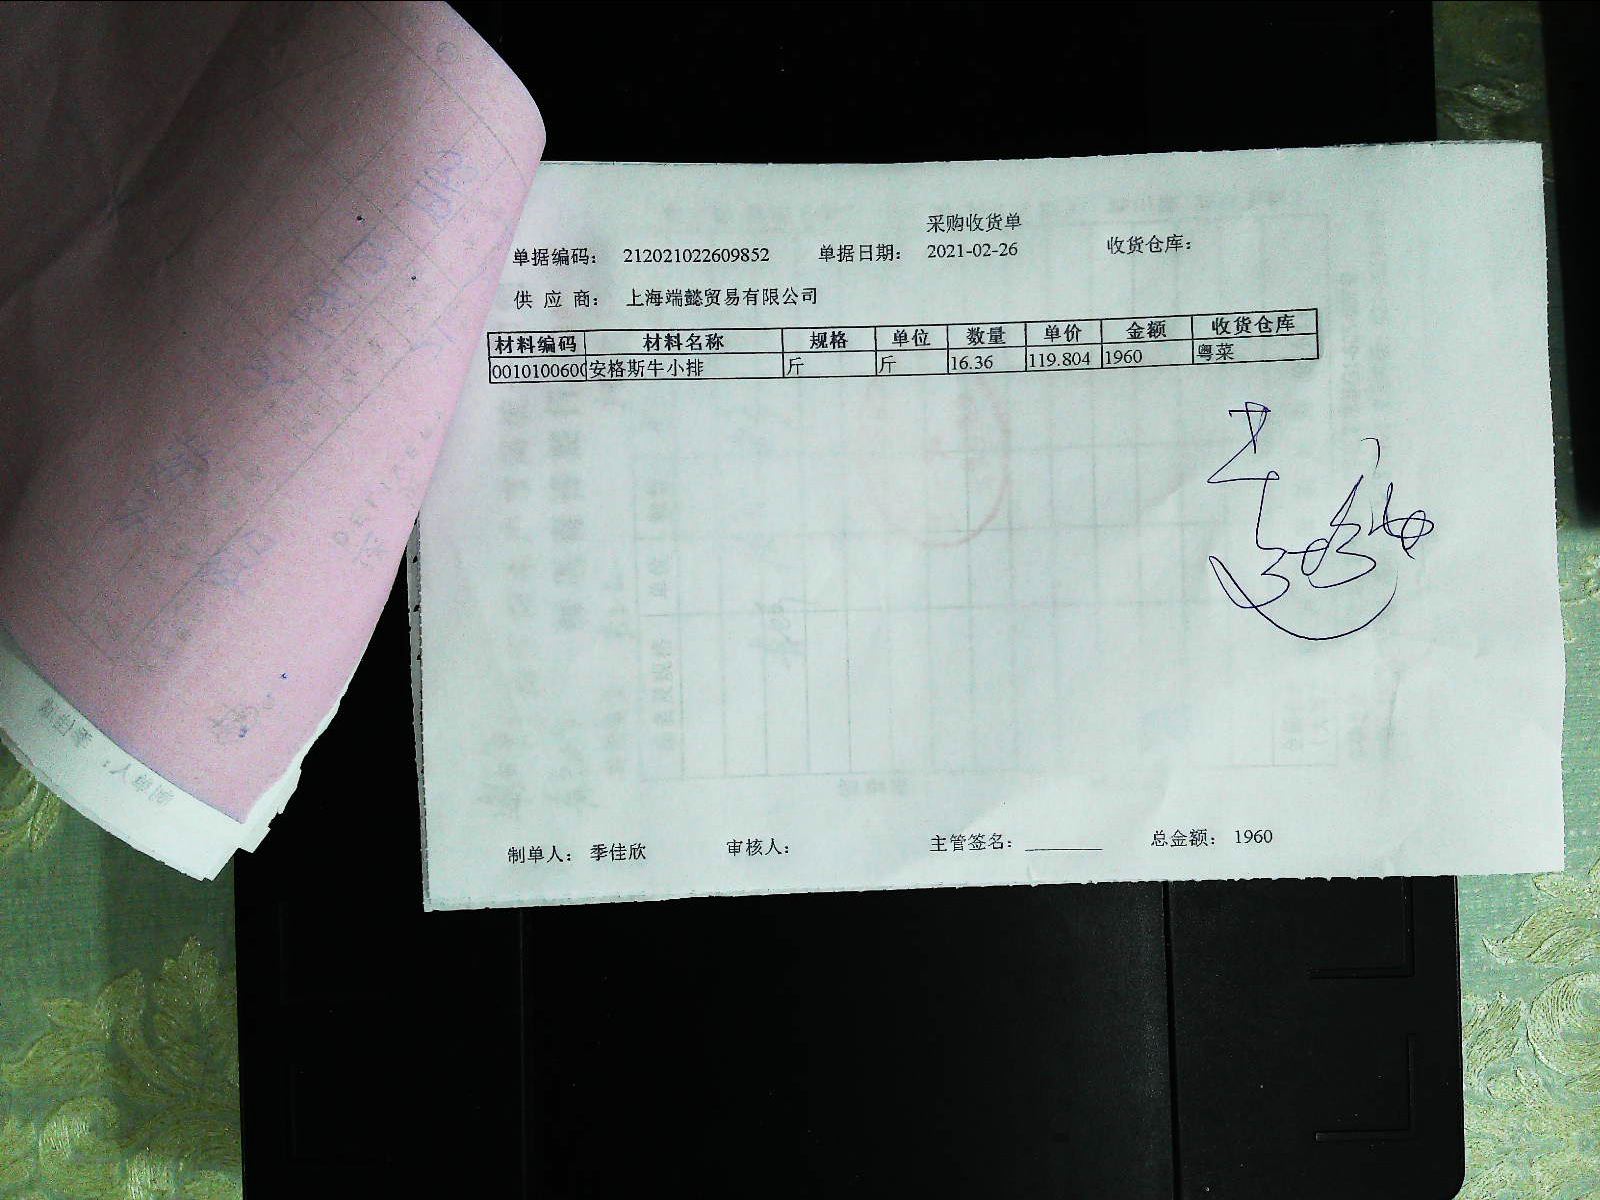 采购收货单
单据编码： 212021022609852 单据日期： 2021-02-26 收货仓库：
供 应 商： 上海端懿贸易有限公司
材料编码 材料名称 规格 单位 数量 单价 金额 收货仓库
0010100600 安格斯牛小排 斤 斤 16.36 119.804 1960 粤菜
制单人： 季佳欣 审核人： 主管签名：________ 总金额： 1960